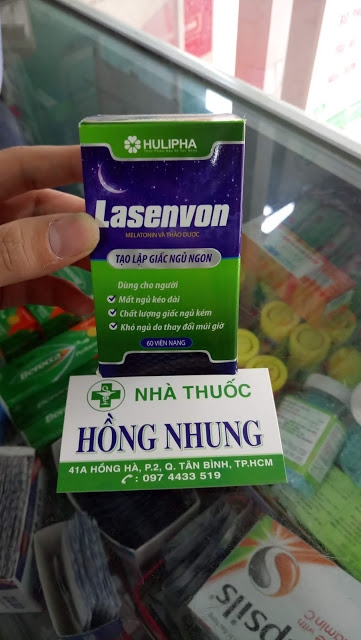 HULIPHA
Lasenvon
MELATONIN VÀ THẢO DƯỢC
TẠO LẬP GIẤC NGỦ NGON
Dùng cho người
Mất ngủ kéo dài
Chất lượng giấc ngủ kém
Khó ngủ do thay đổi múi giờ
60 VIÊN NANG
NHÀ THUỐC
HỒNG NHUNG
41A HỒNG HÀ, P.2, Q. TÂN BÌNH, TP.HCM
: 097 4433 519
Berocca
epsils